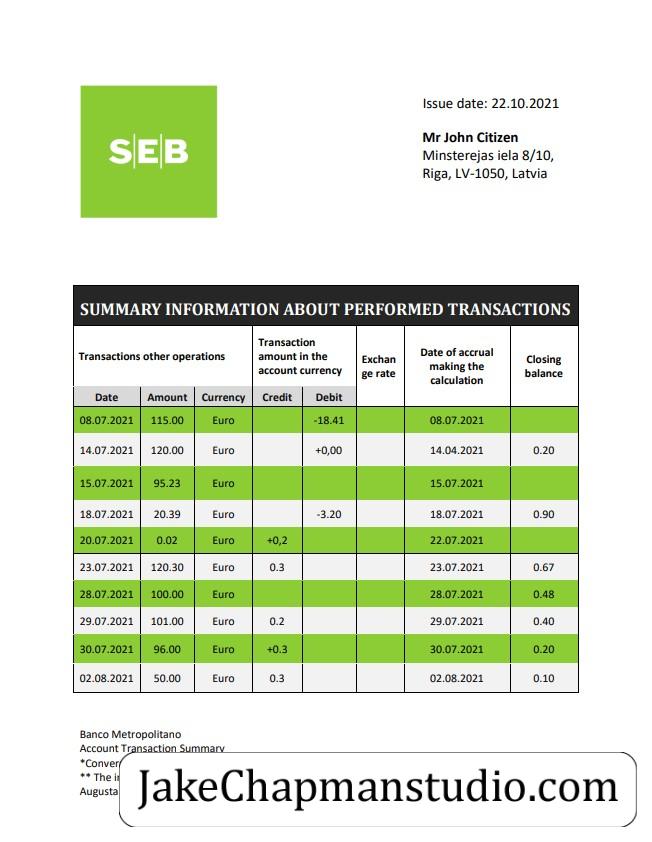 SEB
Issue date: 22.10.2021
Mr John Citizen
Minsterejas iela 8/10,
Riga, LV-1050, Latvia
SUMMARY INFORMATION ABOUT PERFORMED TRANSACTIONS
Transactions other operations
Transaction
amount in the
account currency
Exchan
ge rate
Date of accrual
making the
calculation
Closing
balance
Date Amount Currency Credit Debit
08.07.2021 115.00 Euro -18.41 08.07.2021
14.07.2021 120.00 Euro +0,00 14.04.2021 0.20
15.07.2021 95.23 Euro 15.07.2021
18.07.2021 20.39 Euro -3.20 18.07.2021 0.90
20.07.2021 0.02 Euro +0,2 22.07.2021
23.07.2021 120.30 Euro 0.3 23.07.2021 0.67
28.07.2021 100.00 Euro 28.07.2021 0.48
29.07.2021 101.00 Euro 0.2 29.07.2021 0.40
30.07.2021 96.00 Euro +0.3 30.07.2021 0.20
02.08.2021 50.00 Euro 0.3 02.08.2021 0.10
Banco Metropolitano
Account Transaction Summary
** The
Augusta
JakeChapmanstudio.com